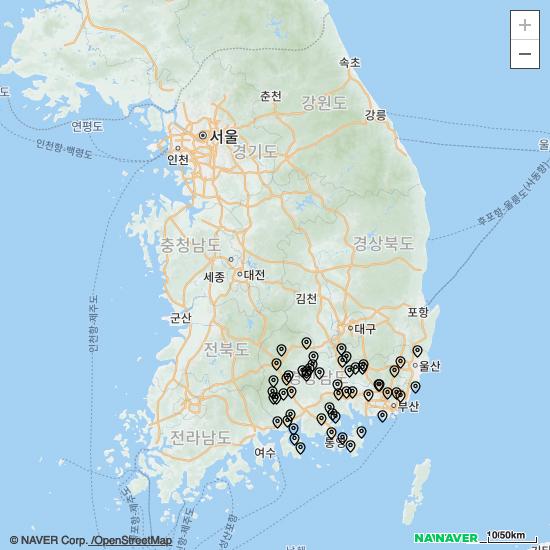 속초
춘천
강원도
강릉
연평도
서울
인천
경기도
인천항-백령도
후포항-울릉도(사동항)
충청남도
경상북도
세종
대전
김천
인천항-제주도
군산
포항
대구
전북도
울산
경상남도
부산
전라남도
여수
통영
© NAVER Corp. /OpenStreetMap
NAVER
10/50km